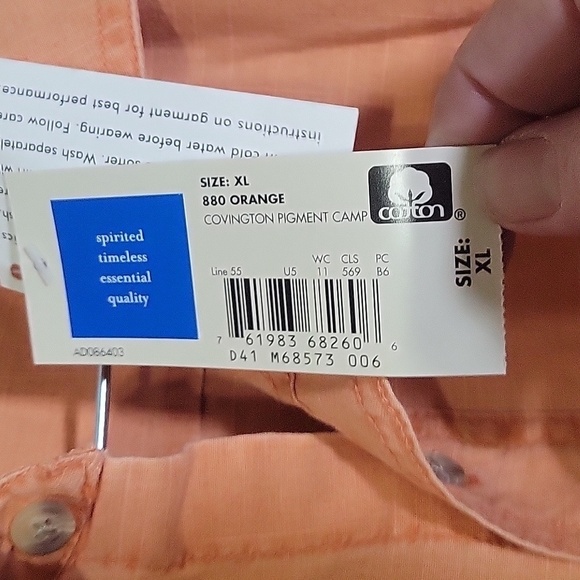 instructions on garment for best performance.
cold water before wearing. Follow care
Wash separatel
SIZE: XL
880 ORANGE
COVINGTON PIGMENT CAMP
cotton ®
spirited
timeless
essential
quality
WC CLS PC
Line 55 U5 11 569 B6
7 61983 68260 6
D41 M68573 006
AD086403
SIZE:
XL